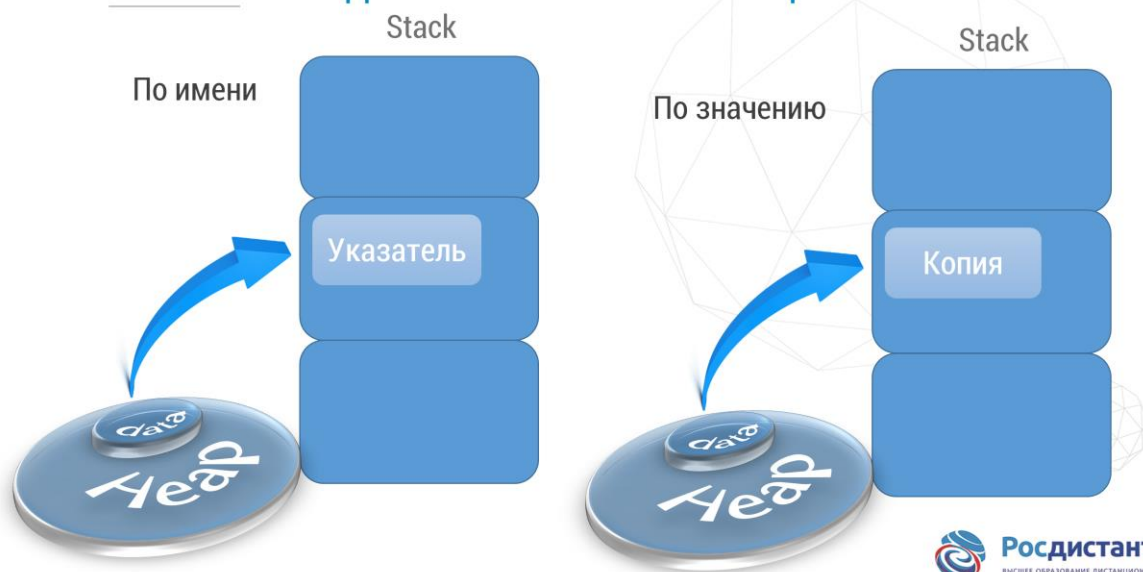 Stack
По имени
Указатель
data
Heap
Stack
По значению
Копия
data
Heap
Росдистант